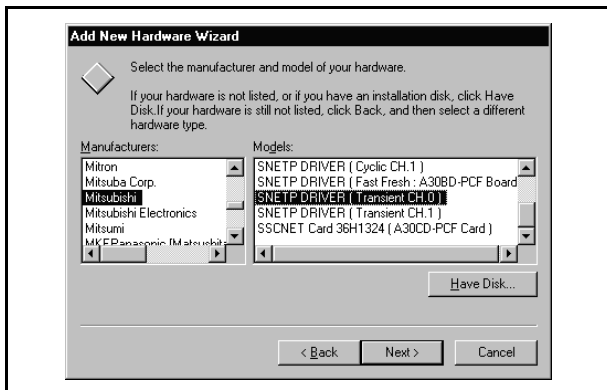 Add New Hardware Wizard
Select the manufacturer and model of your hardware.
If your hardware is not listed, or if you have an installation disk, click Have
Disk.If your hardware is still not listed, click Back, and then select a different
hardware type.
Manufacturers:
Mitron
Mitsuba Corp.
Mitsubishi
Mitsubishi Electronics
Mitsumi
MKEPanasonic (Matsushita
Models:
SNETP DRIVER ( Cyclic CH.1 )
SNETP DRIVER ( Fast Fresh : A30BD-PCF Board
SNETP DRIVER ( Transient CH.0 )
SNETP DRIVER ( Transient CH.1 )
SSCNET Card 36H1324 ( A30CD-PCF Card )
Have Disk...
< Back
Next >
Cancel